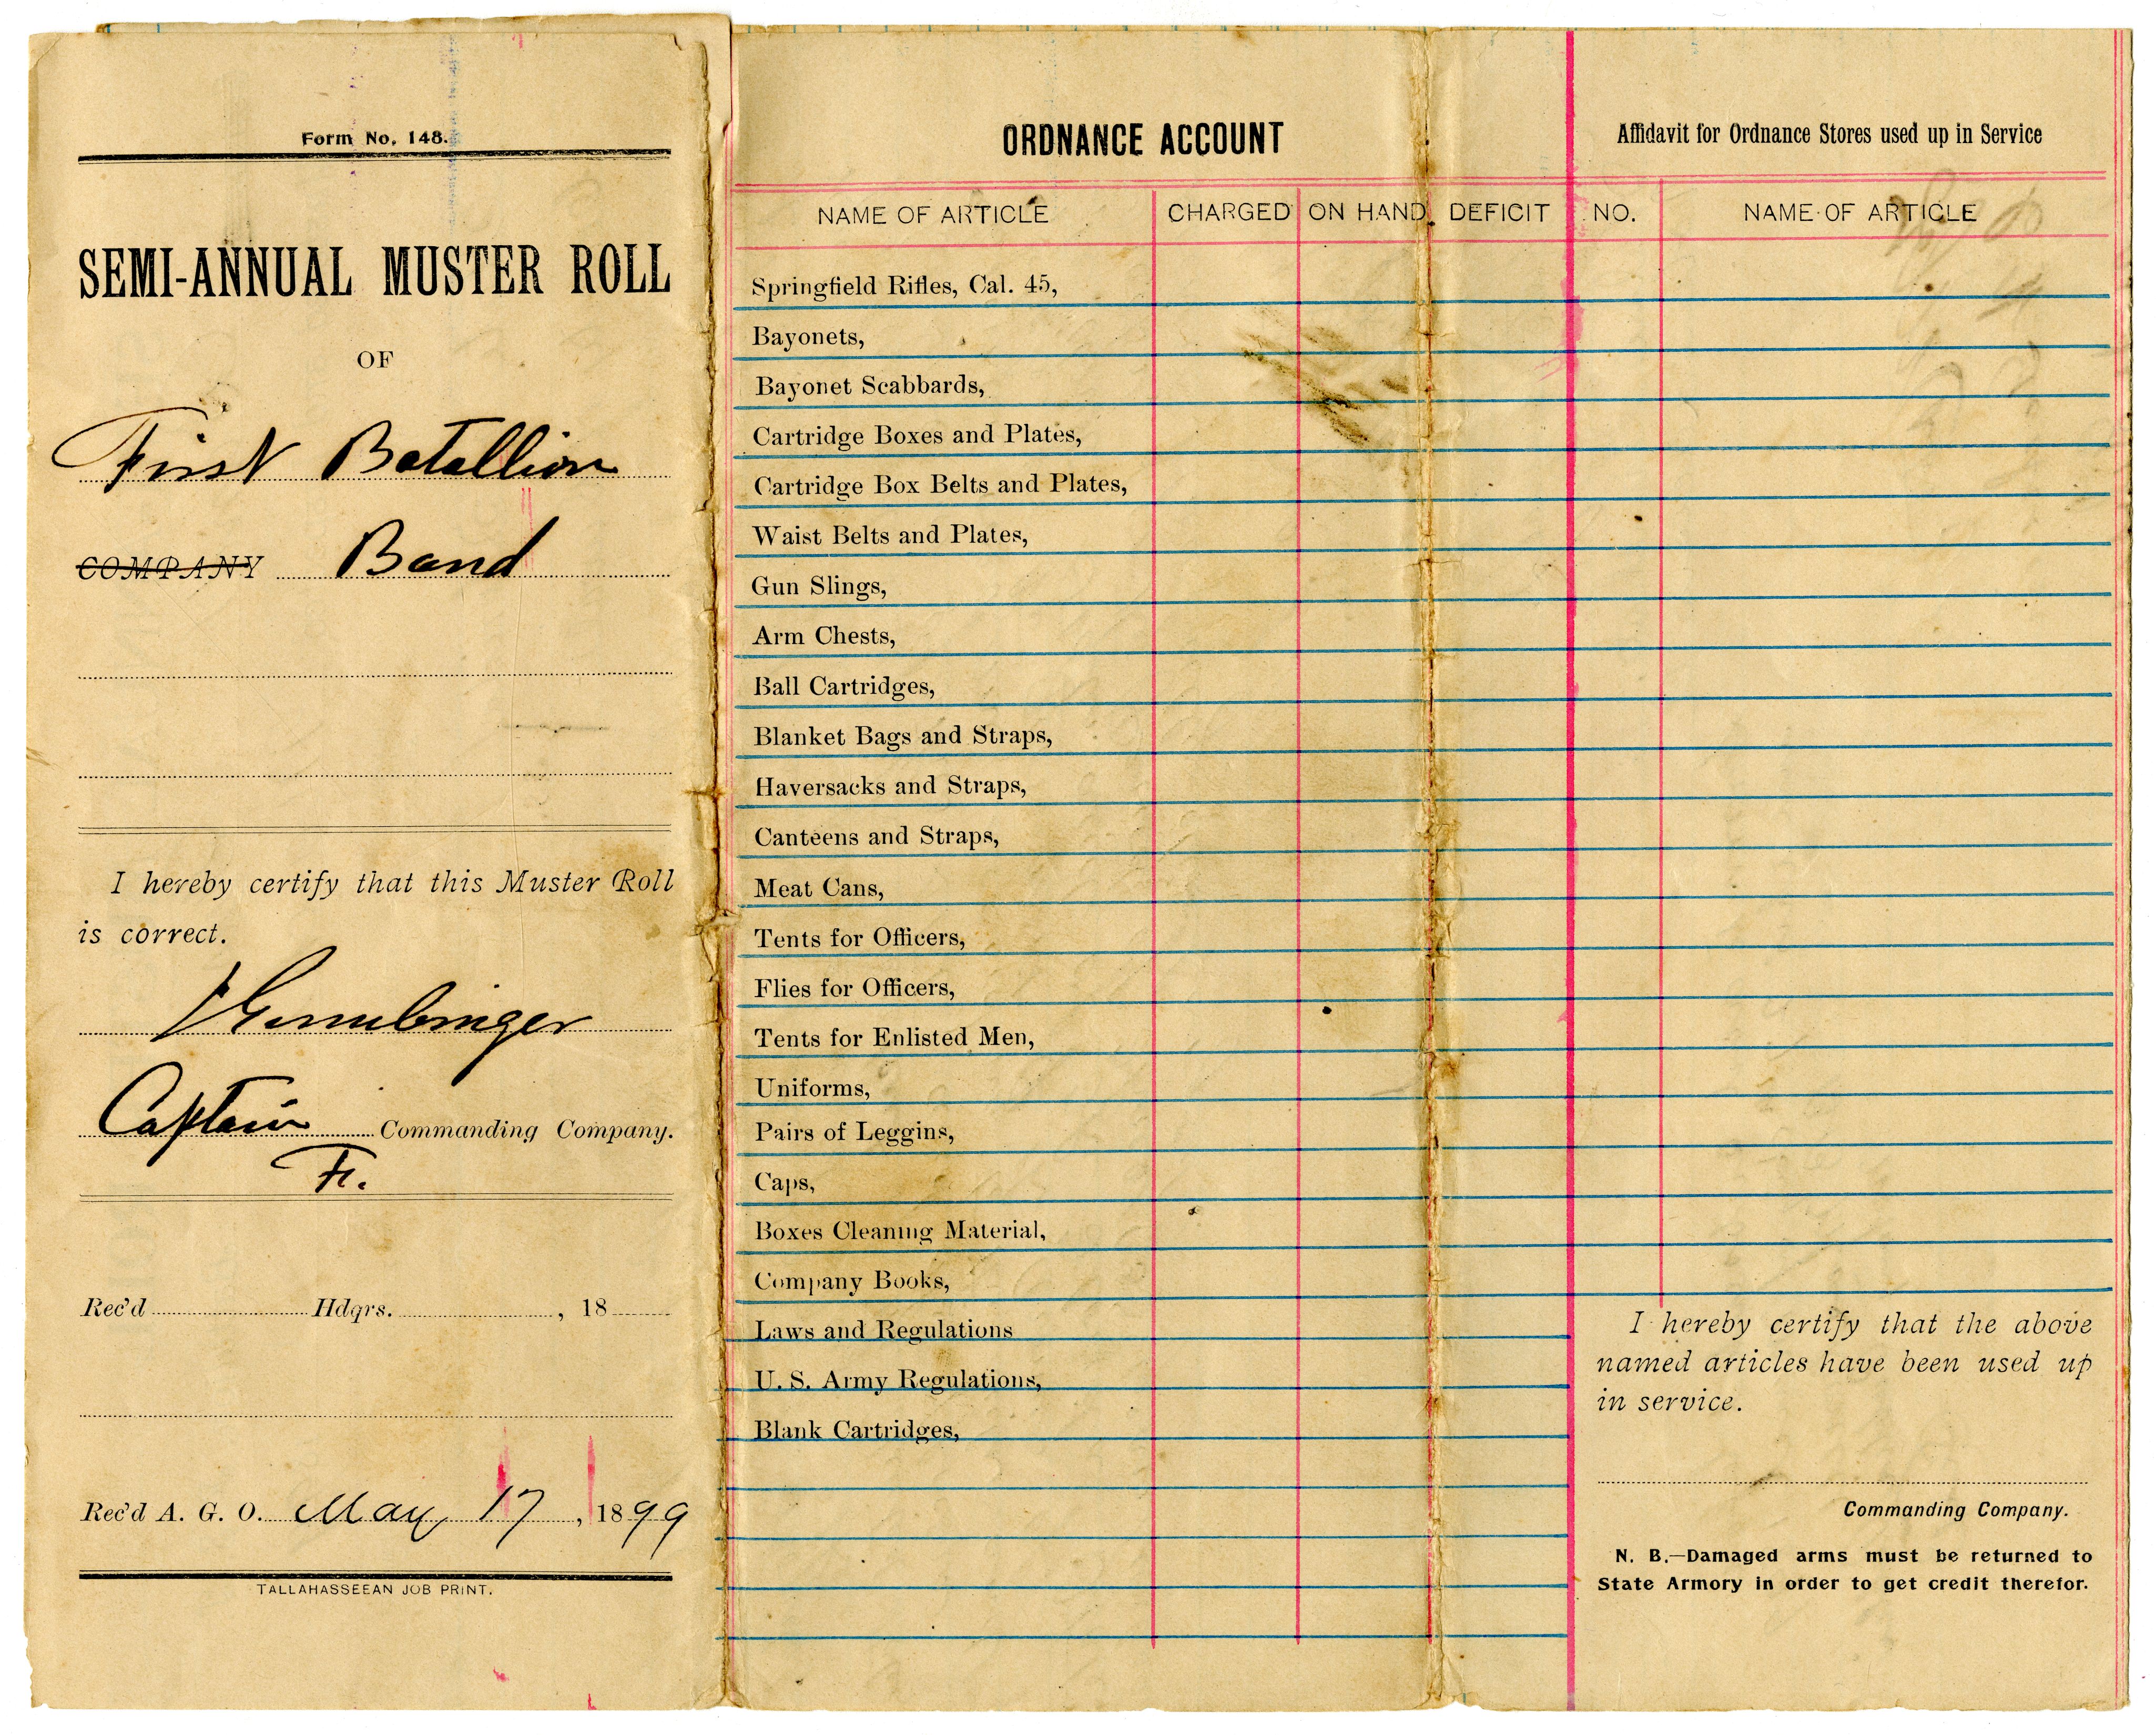 Form No. 148.
SEMI-ANNUAL MUSTER ROLL
OF
First Batallion
COMPANY Band
I hereby certify that this Muster Roll
is correct.
Captain Commanding Company.
Rec'd Hdqrs. , 18
Rec'd A. G. O. May 17, 1899
TALLAHASSEEAN JOB PRINT.
ORDNANCE ACCOUNT
NAME OF ARTICLE CHARGED ON HAND DEFICIT
Springfield Rifles, Cal. 45,
Bayonets,
Bayonet Scabbards,
Cartridge Boxes and Plates,
Cartridge Box Belts and Plates,
Waist Belts and Plates,
Gun Slings,
Arm Chests,
Ball Cartridges,
Blanket Bags and Straps,
Haversacks and Straps,
Canteens and Straps,
Meat Cans,
Tents for Officers,
Flies for Officers,
Tents for Enlisted Men,
Uniforms,
Pairs of Leggins,
Caps,
Boxes Cleaning Material,
Company Books,
Laws and Regulations
U. S. Army Regulations,
Blank Cartridges,
Affidavit for Ordnance Stores used up in Service
NO. NAME OF ARTICLE
I hereby certify that the above
named articles have been used up
in service.
Commanding Company.
N. B.—Damaged arms must be returned to
State Armory in order to get credit therefor.